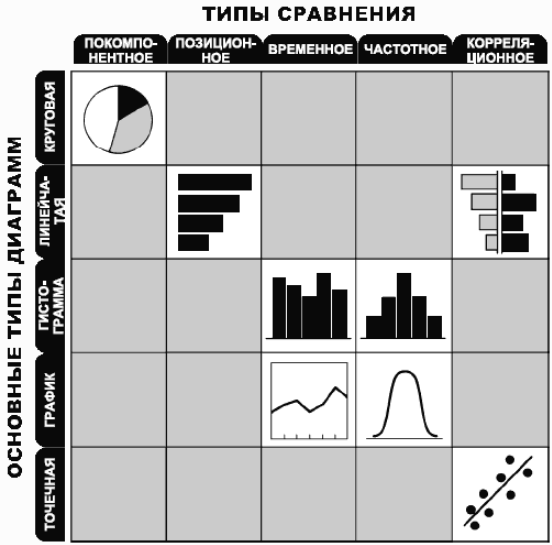 ТИПЫ СРАВНЕНИЯ
ПОКОМПО-
НЕНТНОЕ
ПОЗИЦИОН-
НОЕ
ВРЕМЕННОЕ
ЧАСТОТНОЕ
КОРРЕЛЯ-
ЦИОННОЕ
ОСНОВНЫЕ ТИПЫ ДИАГРАММ
КРУГОВАЯ
ЛИНЕЙЧА-
ТАЯ
ГИСТО-
ГРАММА
ГРАФИК
ТОЧЕЧНАЯ